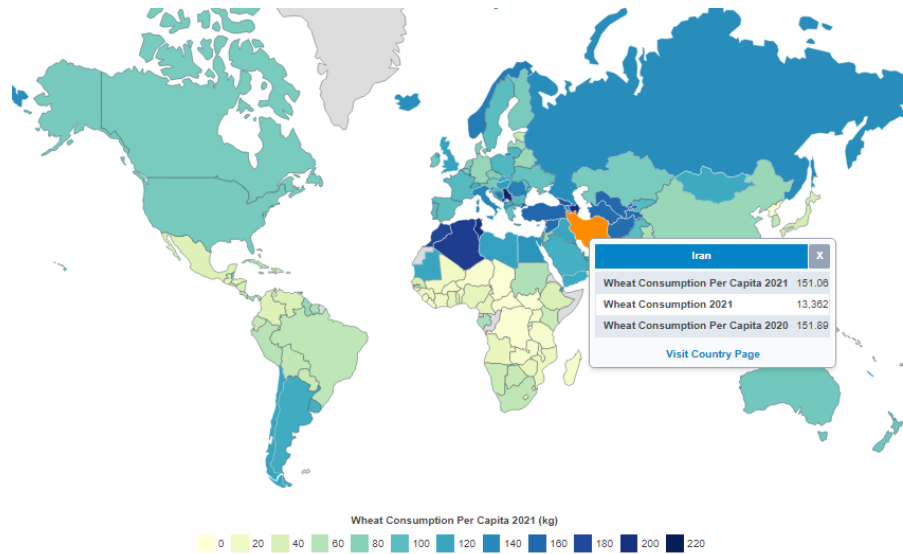 Iran X
Wheat Consumption Per Capita 2021 151.06
Wheat Consumption 2021 13,362
Wheat Consumption Per Capita 2020 151.89
Visit Country Page
Wheat Consumption Per Capita 2021 (kg)
0 20 40 60 80 100 120 140 160 180 200 220